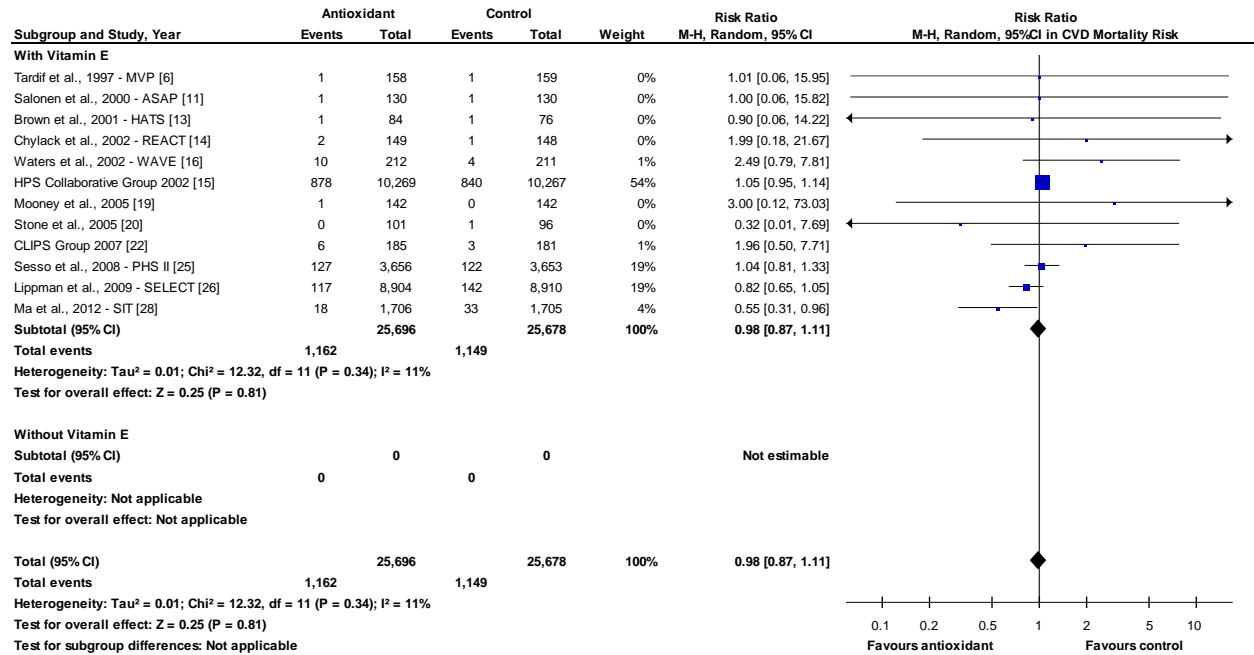 Antioxidant Control Risk Ratio Risk Ratio
Subgroup and Study, Year Events Total Events Total Weight M-H, Random, 95% CI M-H, Random, 95%CI in CVD Mortality Risk
With Vitamin E
Tardif et al., 1997 - MVP [6] 1 158 1 159 0% 1.01 [0.06, 15.95]
Salonen et al., 2000 - ASAP [11] 1 130 1 130 0% 1.00 [0.06, 15.82]
Brown et al., 2001 - HATS [13] 1 84 1 76 0% 0.90 [0.06, 14.22]
Chylack et al., 2002 - REACT [14] 2 149 1 148 0% 1.99 [0.18, 21.67]
Waters et al., 2002 - WAVE [16] 10 212 4 211 1% 2.49 [0.79, 7.81]
HPS Collaborative Group 2002 [15] 878 10,269 840 10,267 54% 1.05 [0.95, 1.14]
Mooney et al., 2005 [19] 1 142 0 142 0% 3.00 [0.12, 73.03]
Stone et al., 2005 [20] 0 101 1 96 0% 0.32 [0.01, 7.69]
CLIPS Group 2007 [22] 6 185 3 181 1% 1.96 [0.50, 7.71]
Sesso et al., 2008 - PHS II [25] 127 3,656 122 3,653 19% 1.04 [0.81, 1.33]
Lippman et al., 2009 - SELECT [26] 117 8,904 142 8,910 19% 0.82 [0.65, 1.05]
Ma et al., 2012 - SIT [28] 18 1,706 33 1,705 4% 0.55 [0.31, 0.96]
Subtotal (95% CI) 25,696 25,678 100% 0.98 [0.87, 1.11]
Total events 1,162 1,149
Heterogeneity: Tau² = 0.01; Chi² = 12.32, df = 11 (P = 0.34); I² = 11%
Test for overall effect: Z = 0.25 (P = 0.81)
Without Vitamin E
Subtotal (95% CI) 0 0 Not estimable
Total events 0 0
Heterogeneity: Not applicable
Test for overall effect: Not applicable
Total (95% CI) 25,696 25,678 100% 0.98 [0.87, 1.11]
Total events 1,162 1,149
Heterogeneity: Tau² = 0.01; Chi² = 12.32, df = 11 (P = 0.34); I² = 11%
Test for overall effect: Z = 0.25 (P = 0.81) 0.1 0.2 0.5 1 2 5 10
Test for subgroup differences: Not applicable Favours antioxidant Favours control